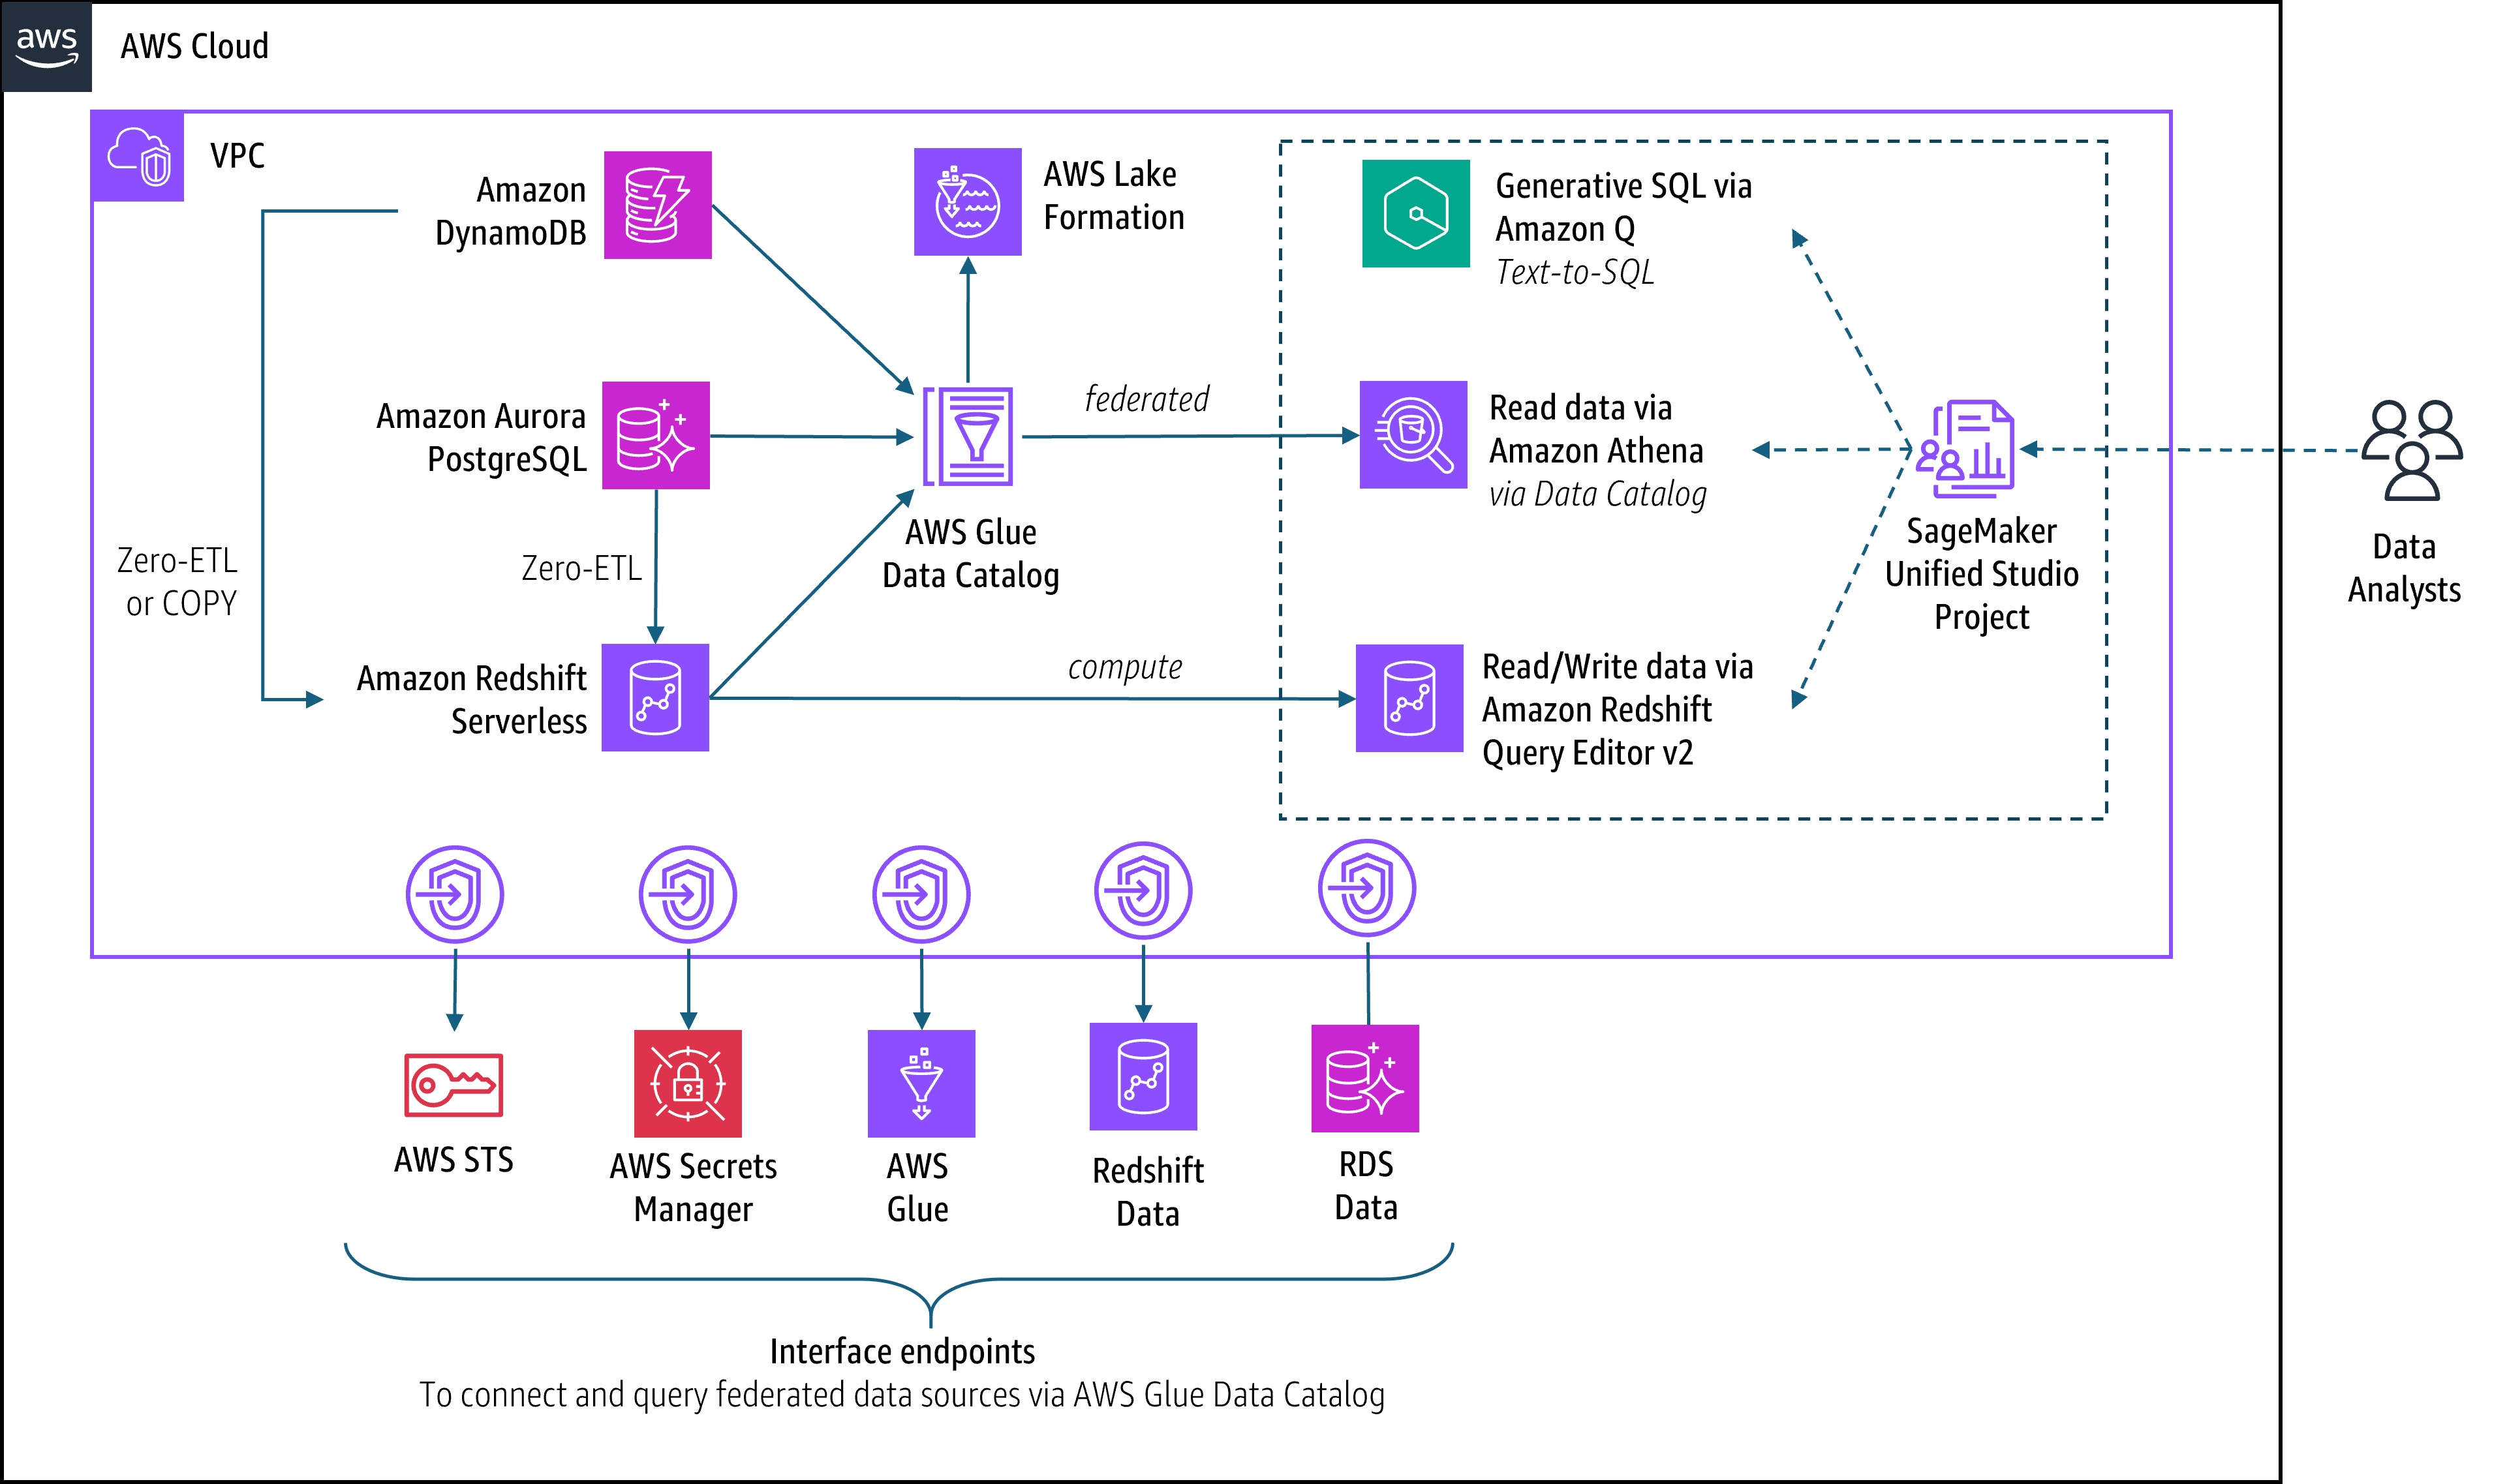 aws
AWS Cloud
VPC
Amazon
DynamoDB
AWS Lake
Formation
Generative SQL via
Amazon Q
Text-to-SQL
Amazon Aurora
PostgreSQL
federated
Read data via
Amazon Athena
via Data Catalog
AWS Glue
Data Catalog
SageMaker
Unified Studio
Project
Data
Analysts
Zero-ETL
or COPY
Zero-ETL
Amazon Redshift
Serverless
compute
Read/Write data via
Amazon Redshift
Query Editor v2
AWS STS
AWS Secrets
Manager
AWS
Glue
Redshift
Data
RDS
Data
Interface endpoints
To connect and query federated data sources via AWS Glue Data Catalog